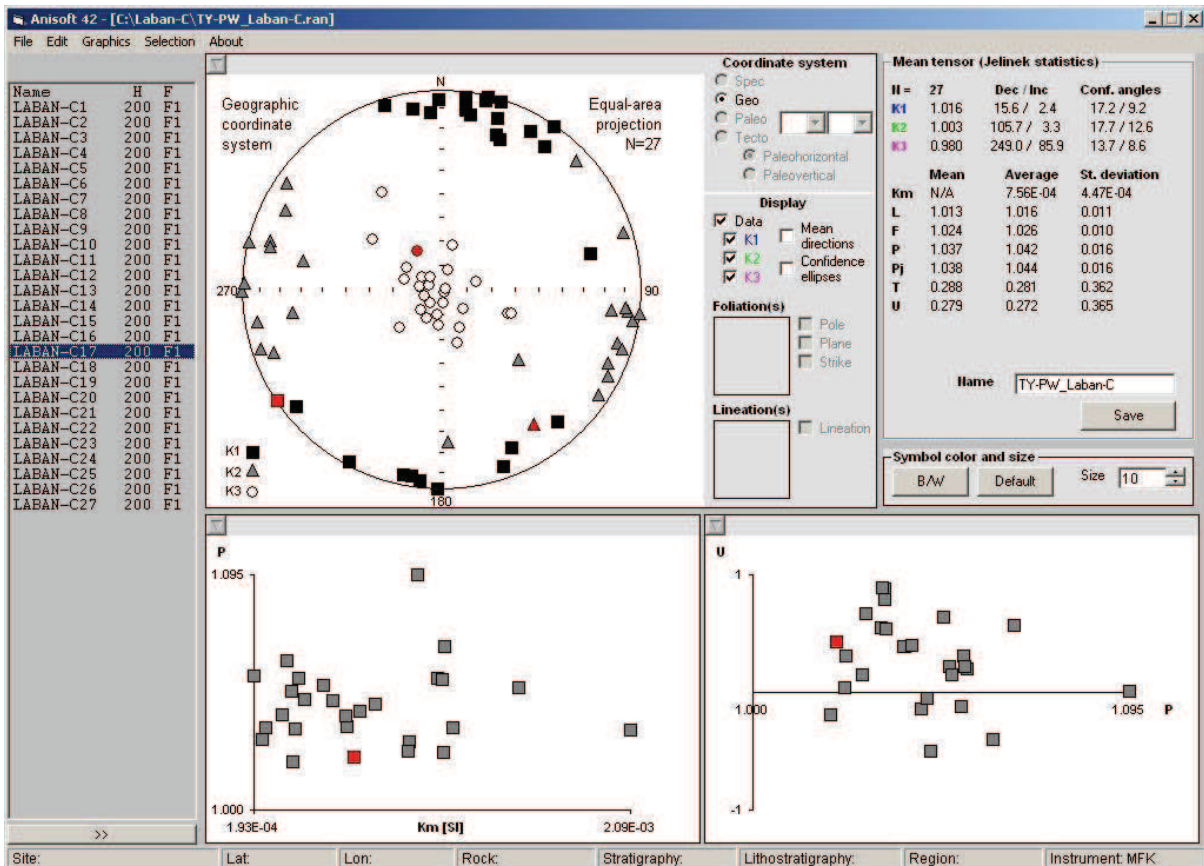 Anisoft 42 - [C:\Laban-C\TY-PW_Laban-C.ran]
File Edit Graphics Selection About
Name H F
LABAN-C1 200 F1
LABAN-C2 200 F1
LABAN-C3 200 F1
LABAN-C4 200 F1
LABAN-C5 200 F1
LABAN-C6 200 F1
LABAN-C7 200 F1
LABAN-C8 200 F1
LABAN-C9 200 F1
LABAN-C10 200 F1
LABAN-C11 200 F1
LABAN-C12 200 F1
LABAN-C13 200 F1
LABAN-C14 200 F1
LABAN-C15 200 F1
LABAN-C16 200 F1
LABAN-C17 200 F1
LABAN-C18 200 F1
LABAN-C19 200 F1
LABAN-C20 200 F1
LABAN-C21 200 F1
LABAN-C22 200 F1
LABAN-C23 200 F1
LABAN-C24 200 F1
LABAN-C25 200 F1
LABAN-C26 200 F1
LABAN-C27 200 F1
>>
Geographic
coordinate
system
N
Equal-area
projection
N=27
270
90
180
K1
K2
K3
Coordinate system
Spec
Geo
Paleo
Tecto
Paleohorizontal
Paleovertical
Display
Data
K1
K2
K3
Mean
directions
Confidence
ellipses
Foliation(s)
Pole
Plane
Strike
Lineation(s)
Lineation
Mean tensor (Jelinek statistics)
N = 27 Dec / Inc Conf. angles
K1 1.016 15.6 / 2.4 17.2 / 9.2
K2 1.003 105.7 / 3.3 17.7 / 12.6
K3 0.980 249.0 / 85.9 13.7 / 8.6
Mean Average St. deviation
Km N/A 7.56E-04 4.47E-04
L 1.013 1.016 0.011
F 1.024 1.026 0.010
P 1.037 1.042 0.016
Pj 1.038 1.044 0.016
T 0.288 0.281 0.362
U 0.279 0.272 0.365
Name TY-PW_Laban-C
Save
Symbol color and size
B/W Default Size 10
P
1.095
1.000
1.93E-04 Km [SI] 2.09E-03
U
1
1.000 1.095 P
-1
Site: Lat: Lon: Rock: Stratigraphy: Lithostratigraphy: Region: Instrument: MFK